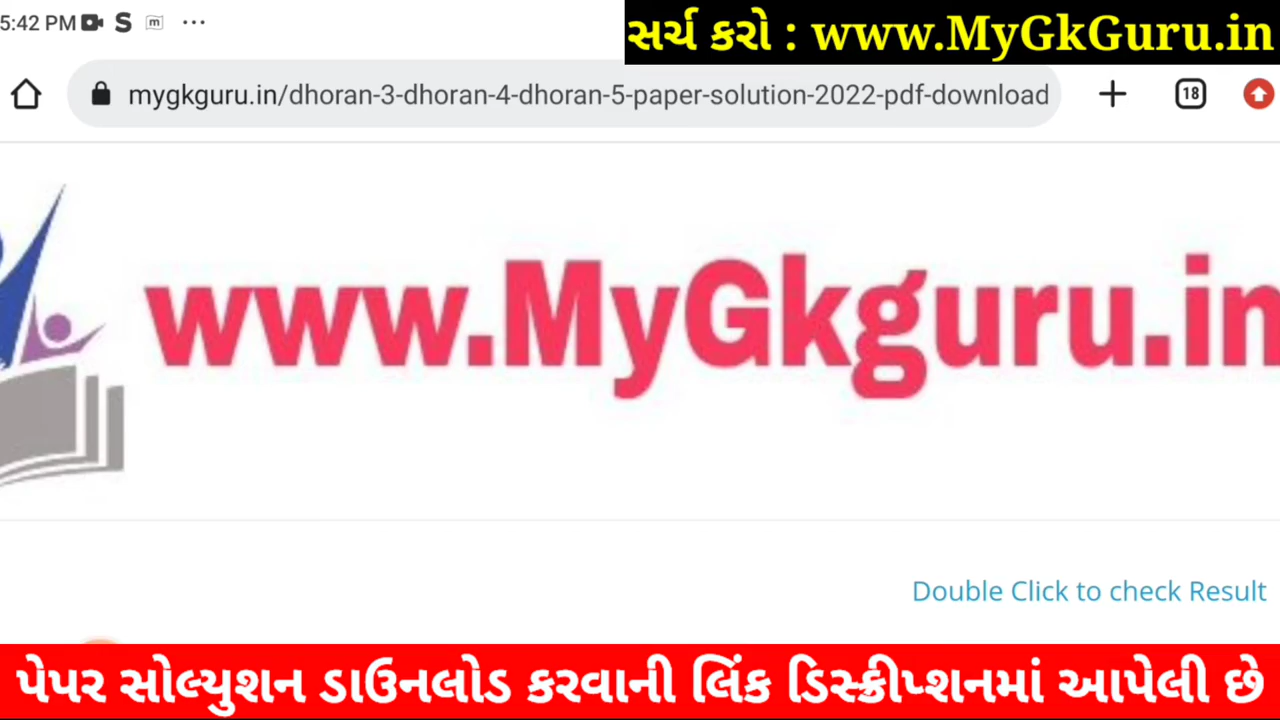 5:42 PM S m ...
સર્ચ કરો : www.MyGkGuru.in
mygkguru.in/dhoran-3-dhoran-4-dhoran-5-paper-solution-2022-pdf-download
18
www.MyGkguru.in
Double Click to check Result
પેપર સોલ્યુશન ડાઉનલોડ કરવાની લિંક ડિસ્ક્રીપ્શનમાં આપેલી છે